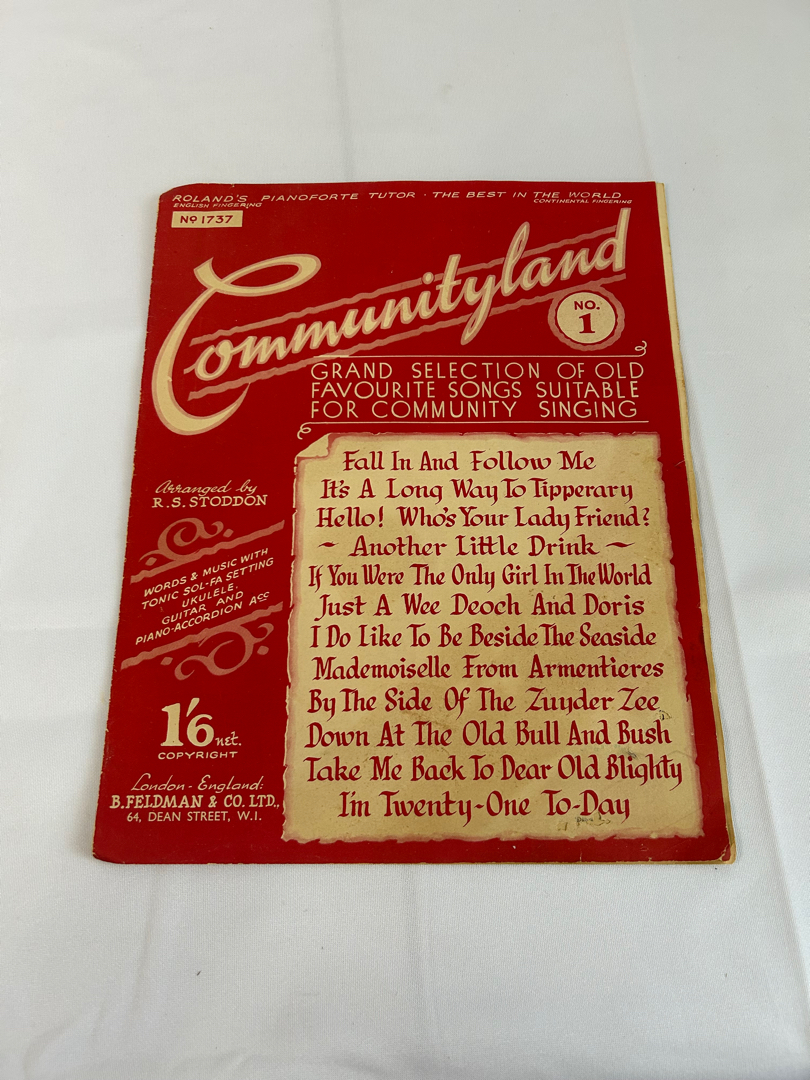 ROLAND'S PIANOFORTE TUTOR · THE BEST IN THE WORLD
ENGLISH FINGERING CONTINENTAL FINGERING
No 1737
Communityland
NO.
1
GRAND SELECTION OF OLD
FAVOURITE SONGS SUITABLE
FOR COMMUNITY SINGING
Fall In And Follow Me
It's A Long Way To Tipperary
Hello! Who's Your Lady Friend?
~ Another Little Drink ~
If You Were The Only Girl In The World
Just A Wee Deoch And Doris
I Do Like To Be Beside The Seaside
Mademoiselle From Armentieres
By The Side Of The Zuyder Zee
Down At The Old Bull And Bush
Take Me Back To Dear Old Blighty
I'm Twenty-One To-Day
Arranged by
R.S. STODDON
WORDS & MUSIC WITH
TONIC SOL-FA SETTING
UKULELE,
GUITAR AND
PIANO-ACCORDION Acc
1'6 net.
COPYRIGHT
London - England:
B. FELDMAN & CO. LTD.,
64, DEAN STREET, W.1.